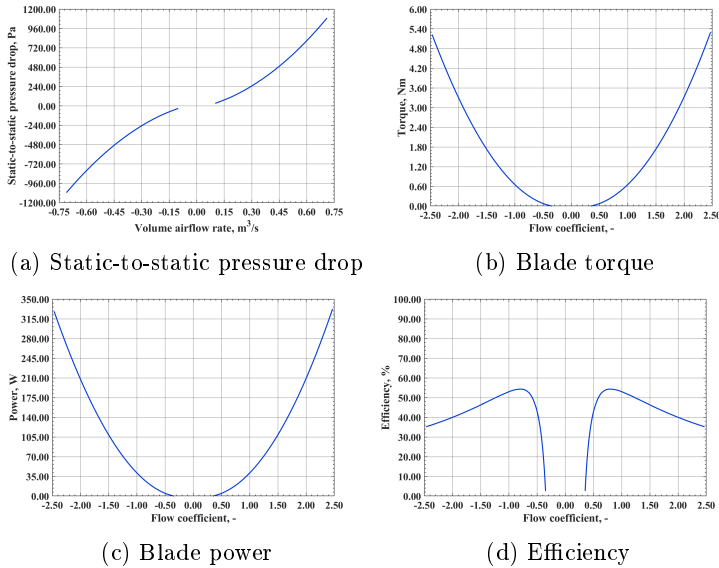 1200.00
960.00
720.00
480.00
240.00
0.00
-240.00
-480.00
-720.00
-960.00
-1200.00
Static-to-static pressure drop, Pa
-0.75 -0.60 -0.45 -0.30 -0.15 0.00 0.15 0.30 0.45 0.60 0.75
Volume airflow rate, m³/s
(a) Static-to-static pressure drop
6.00
5.40
4.80
4.20
3.60
3.00
2.40
1.80
1.20
0.60
0.00
Torque, Nm
-2.50 -2.00 -1.50 -1.00 -0.50 0.00 0.50 1.00 1.50 2.00 2.50
Flow coefficient, -
(b) Blade torque
350.00
315.00
280.00
245.00
210.00
175.00
140.00
105.00
70.00
35.00
0.00
Power, W
-2.50 -2.00 -1.50 -1.00 -0.50 0.00 0.50 1.00 1.50 2.00 2.50
Flow coefficient, -
(c) Blade power
100.00
90.00
80.00
70.00
60.00
50.00
40.00
30.00
20.00
10.00
0.00
Efficiency, %
-2.50 -2.00 -1.50 -1.00 -0.50 0.00 0.50 1.00 1.50 2.00 2.50
Flow coefficient, -
(d) Efficiency